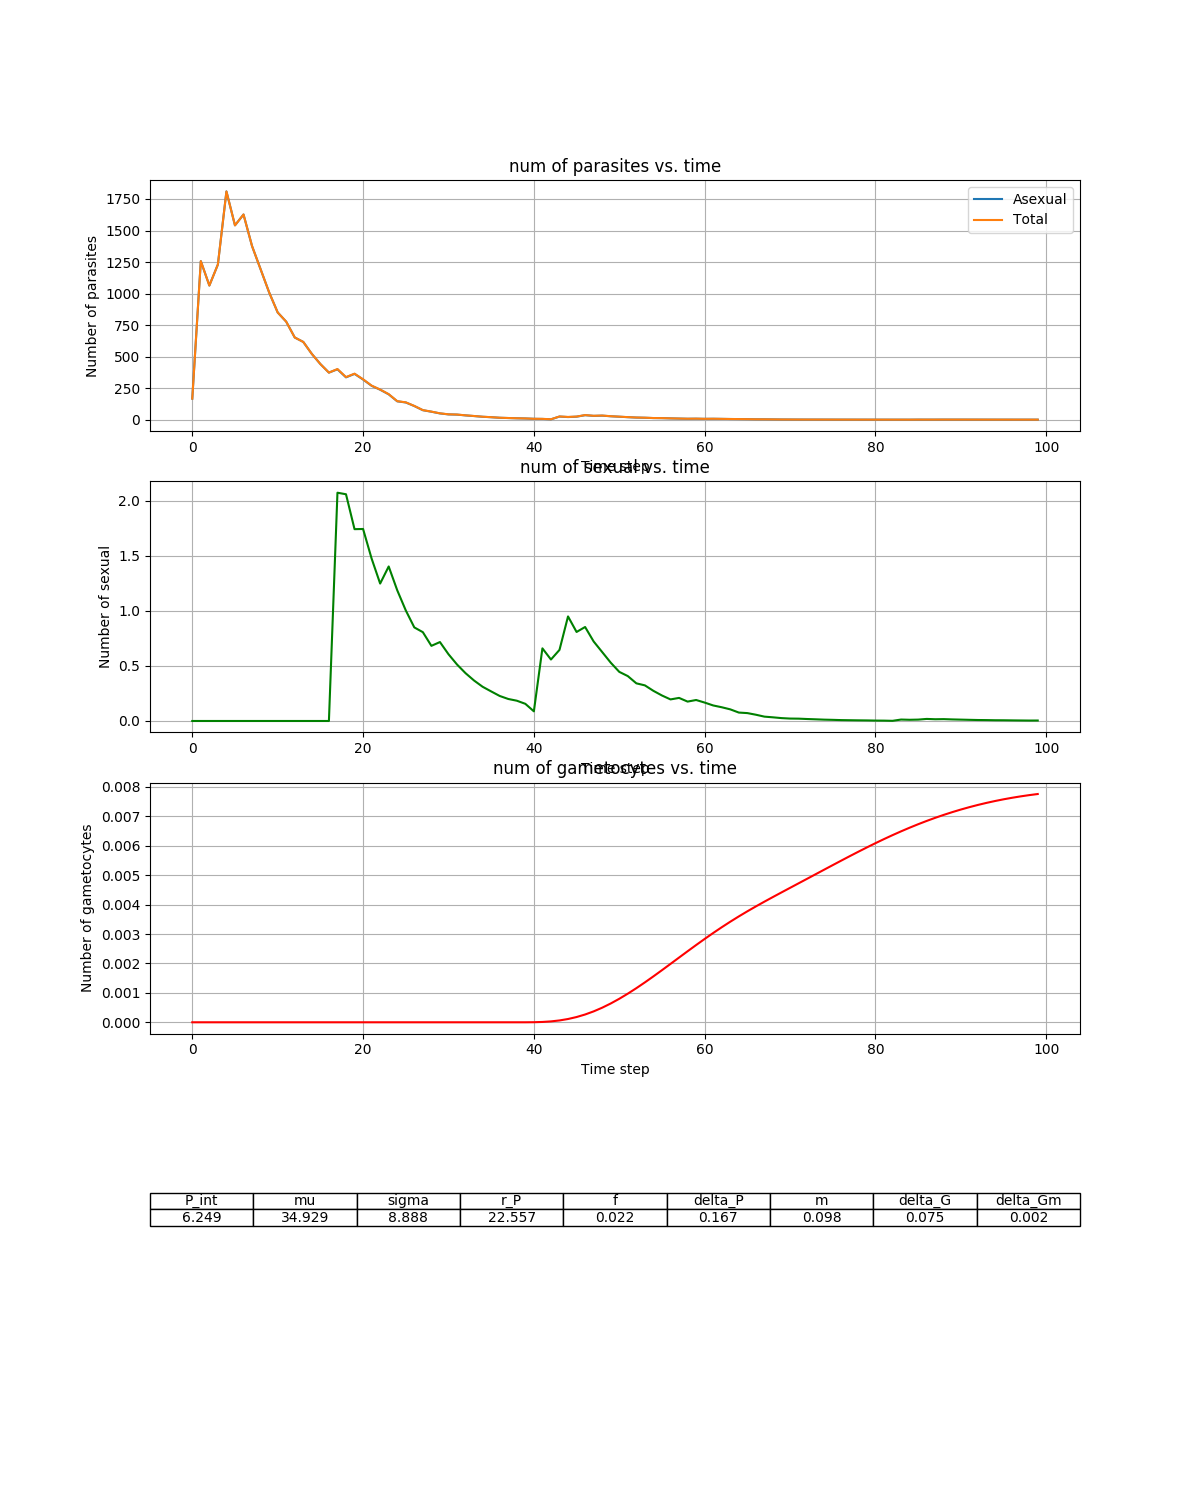 num of parasites vs. time
Number of parasites
1750
1500
1250
1000
750
500
250
0
Asexual
Total
0 20 40 60 80 100
Time step
num of sexual vs. time
Number of sexual
2.0
1.5
1.0
0.5
0.0
0 20 40 60 80 100
Time step
num of gametocytes vs. time
Number of gametocytes
0.008
0.007
0.006
0.005
0.004
0.003
0.002
0.001
0.000
0 20 40 60 80 100
Time step
P_int mu sigma r_P f delta_P m delta_G delta_Gm
6.249 34.929 8.888 22.557 0.022 0.167 0.098 0.075 0.002